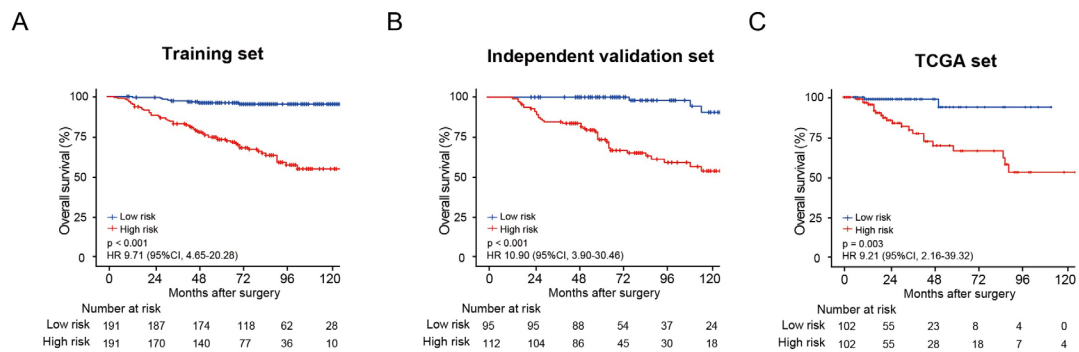 A
Training set
Overall survival (%)
100
75
50
25
0
Low risk
High risk
p < 0.001
HR 9.71 (95%CI, 4.65-20.28)
0 24 48 72 96 120
Months after surgery
Number at risk
Low risk 191 187 174 118 62 28
High risk 191 170 140 77 36 10
B
Independent validation set
Overall survival (%)
100
75
50
25
0
Low risk
High risk
p < 0.001
HR 10.90 (95%CI, 3.90-30.46)
0 24 48 72 96 120
Months after surgery
Number at risk
Low risk 95 95 88 54 37 24
High risk 112 104 86 45 30 18
C
TCGA set
Overall survival (%)
100
75
50
25
0
Low risk
High risk
p = 0.003
HR 9.21 (95%CI, 2.16-39.32)
0 24 48 72 96 120
Months after surgery
Number at risk
Low risk 102 55 23 8 4 0
High risk 102 55 28 18 7 4